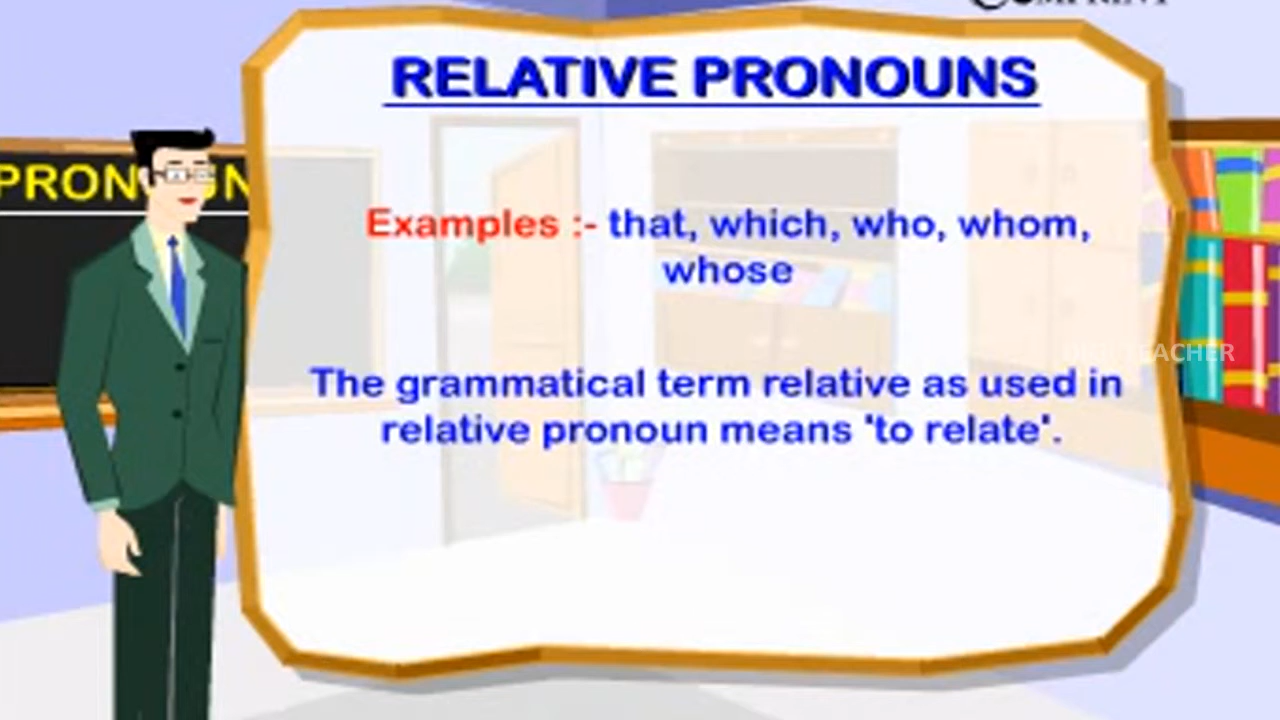 RELATIVE PRONOUNS
Examples :- that, which, who, whom,
whose
The grammatical term relative as used in
relative pronoun means 'to relate'.